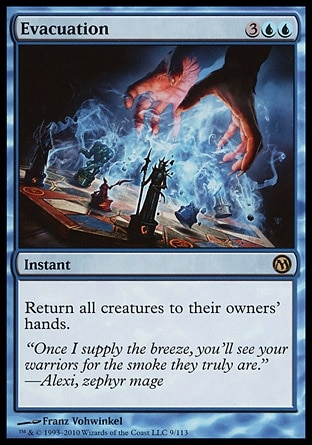 Evacuation 3
Instant
Return all creatures to their owners'
hands.
"Once I supply the breeze, you'll see your
warriors for the smoke they truly are."
—Alexi, zephyr mage
Franz Vohwinkel
™ & © 1993–2010 Wizards of the Coast LLC 9/113